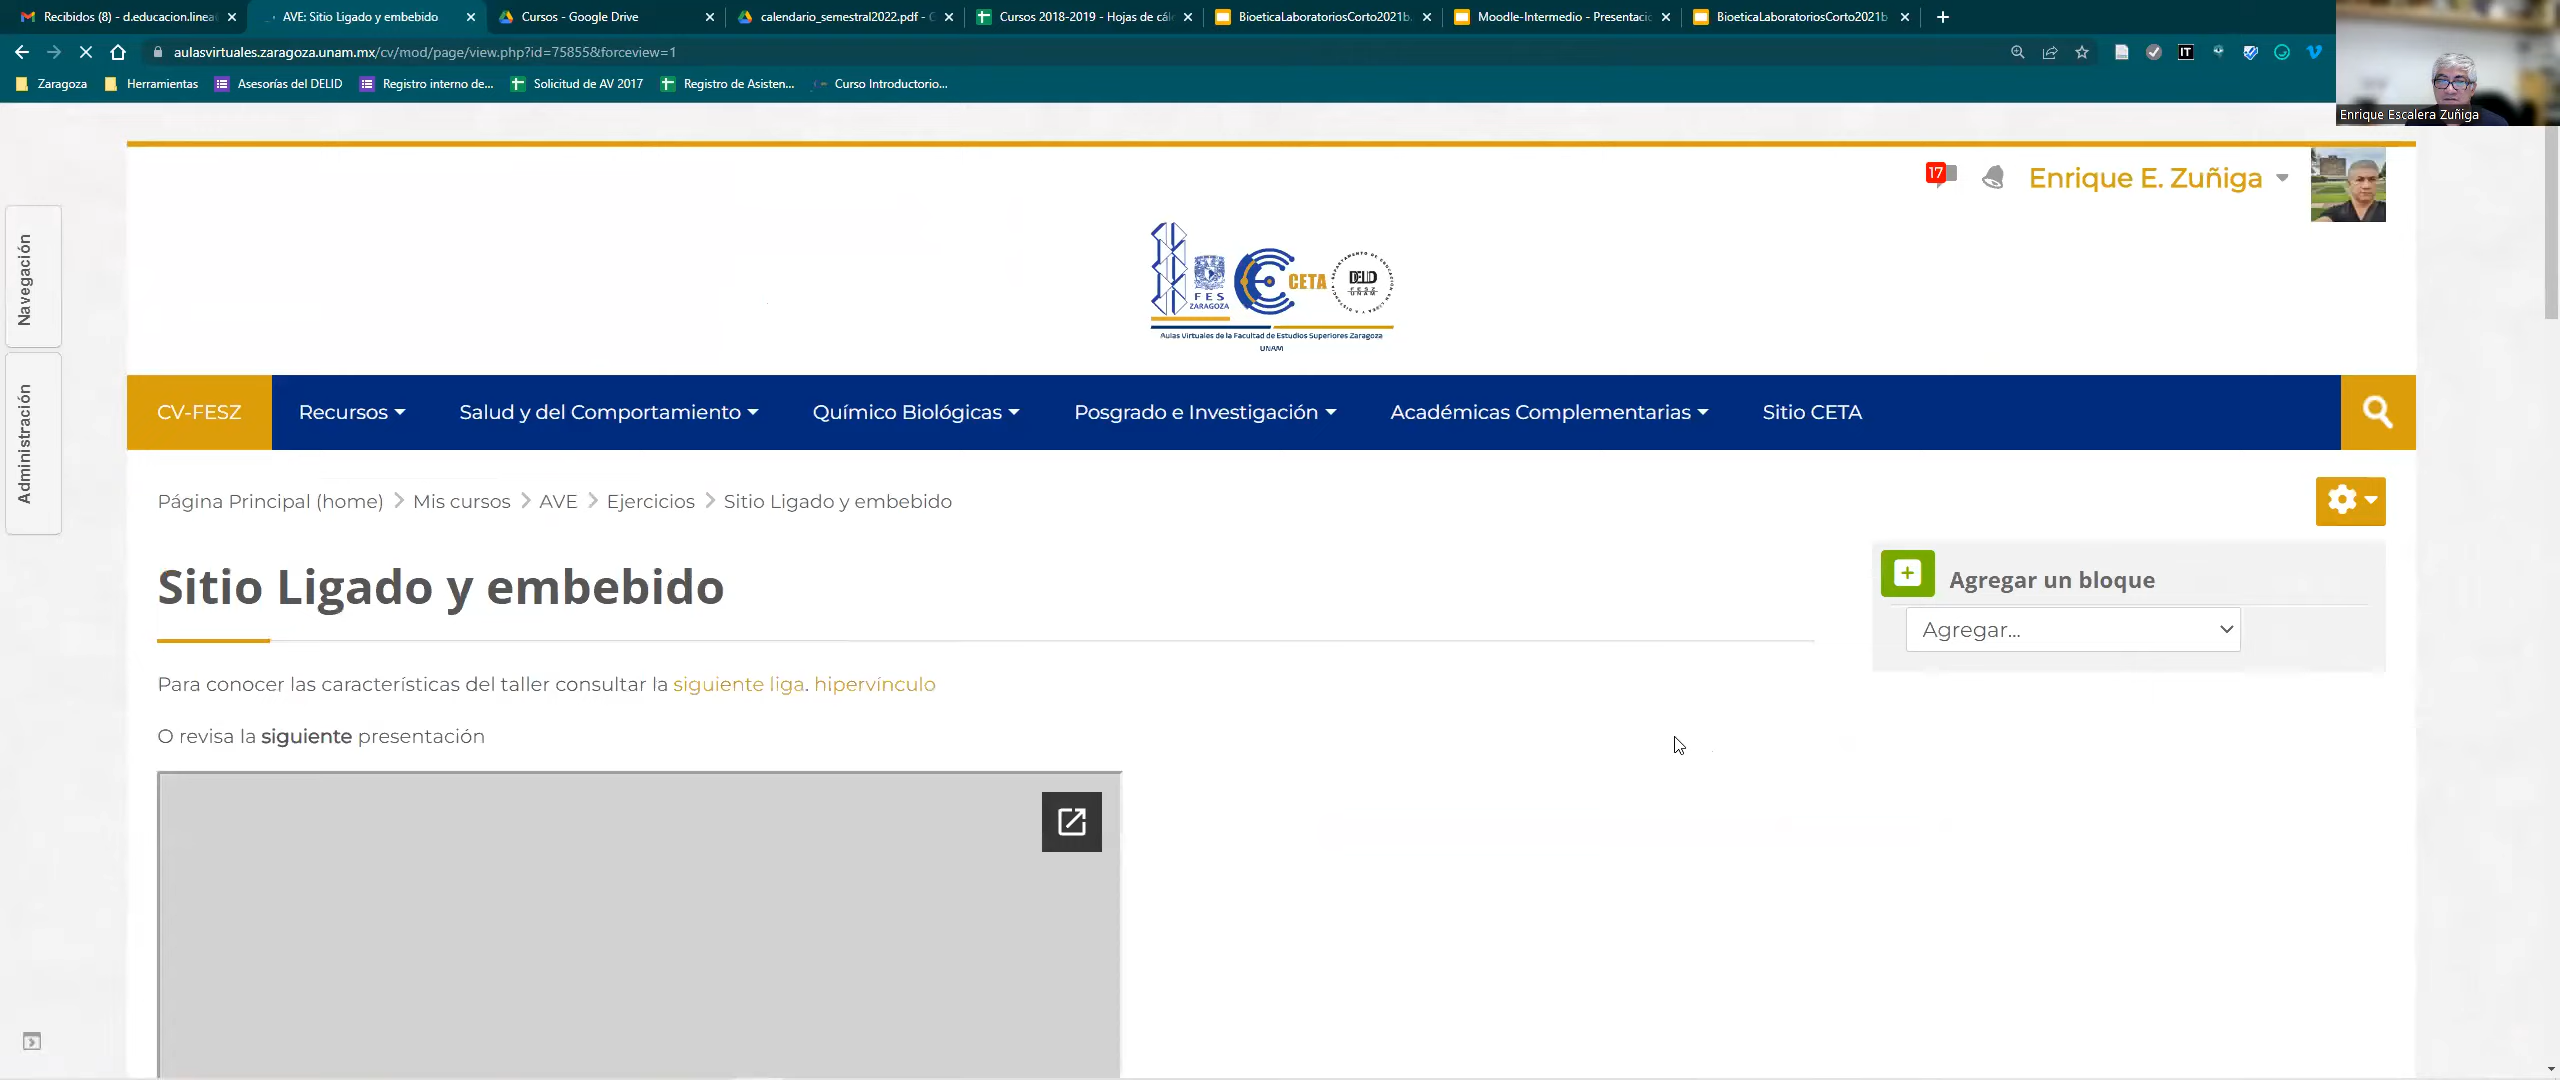 Recibidos (8) - d.educacion.linea
AVE: Sitio Ligado y embebido
Cursos - Google Drive
calendario_semestral2022.pdf -
Cursos 2018-2019 - Hojas de cál
BioeticaLaboratoriosCorto2021b
Moodle-Intermedio - Presentaci
BioeticaLaboratoriosCorto2021b
aulasvirtuales.zaragoza.unam.mx/cv/mod/page/view.php?id=75855&forceview=1
IT
Zaragoza
Herramientas
Asesorías del DELID
Registro interno de...
Solicitud de AV 2017
Registro de Asisten...
Curso Introductorio...
Enrique Escalera Zuñiga
17
Enrique E. Zuñiga
Navegación
Administración
FES
ZARAGOZA
CETA
DELID
FESZ
UNAM
Aulas Virtuales de la Facultad de Estudios Superiores Zaragoza
UNAM
CV-FESZ
Recursos
Salud y del Comportamiento
Químico Biológicas
Posgrado e Investigación
Académicas Complementarias
Sitio CETA
Página Principal (home)
Mis cursos
AVE
Ejercicios
Sitio Ligado y embebido
Sitio Ligado y embebido
Agregar un bloque
Agregar...
Para conocer las características del taller consultar la siguiente liga. hipervínculo
O revisa la siguiente presentación